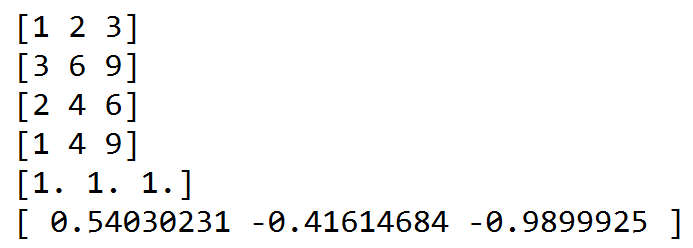 [1 2 3]
[3 6 9]
[2 4 6]
[1 4 9]
[1. 1. 1.]
[ 0.54030231 -0.41614684 -0.9899925 ]